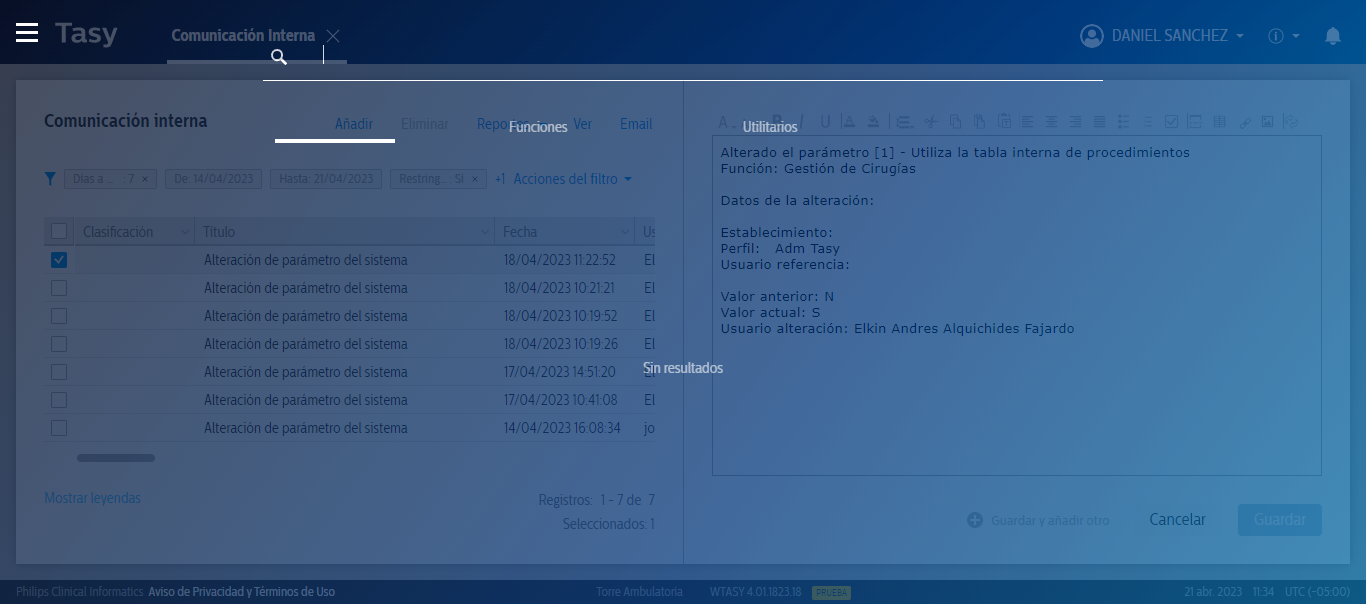 Tasy
Comunicación Interna
DANIEL SANCHEZ
Comunicación interna
Añadir Eliminar Ver Email
Funciones
Utilitarios
De: 14/04/2023 Hasta: 21/04/2023 +1 Acciones del filtro
Clasificación Título Fecha Us
Alteración de parámetro del sistema 18/04/2023 11:22:52 El
Alteración de parámetro del sistema 18/04/2023 10:21:21 El
Alteración de parámetro del sistema 18/04/2023 10:19:52 El
Alteración de parámetro del sistema 18/04/2023 10:19:26 El
Alteración de parámetro del sistema 17/04/2023 14:51:20 El
Alteración de parámetro del sistema 17/04/2023 10:41:08 El
Alteración de parámetro del sistema 14/04/2023 16:08:34 jo
Sin resultados
Mostrar leyendas
Registros: 1 - 7 de 7
Seleccionados: 1
Alterado el parámetro [1] - Utiliza la tabla interna de procedimientos
Función: Gestión de Cirugías
Datos de la alteración:
Establecimiento:
Perfil: Adm Tasy
Usuario referencia:
Valor anterior: N
Valor actual: S
Usuario alteración: Elkin Andres Alquichides Fajardo
Guardar y añadir otro Cancelar Guardar
Philips Clinical Informatics Aviso de Privacidad y Términos de Uso Torre Ambulatoria WTASY 4.01.1823.18 PRUEBA 21 abr. 2023 11:34 UTC (-05:00)